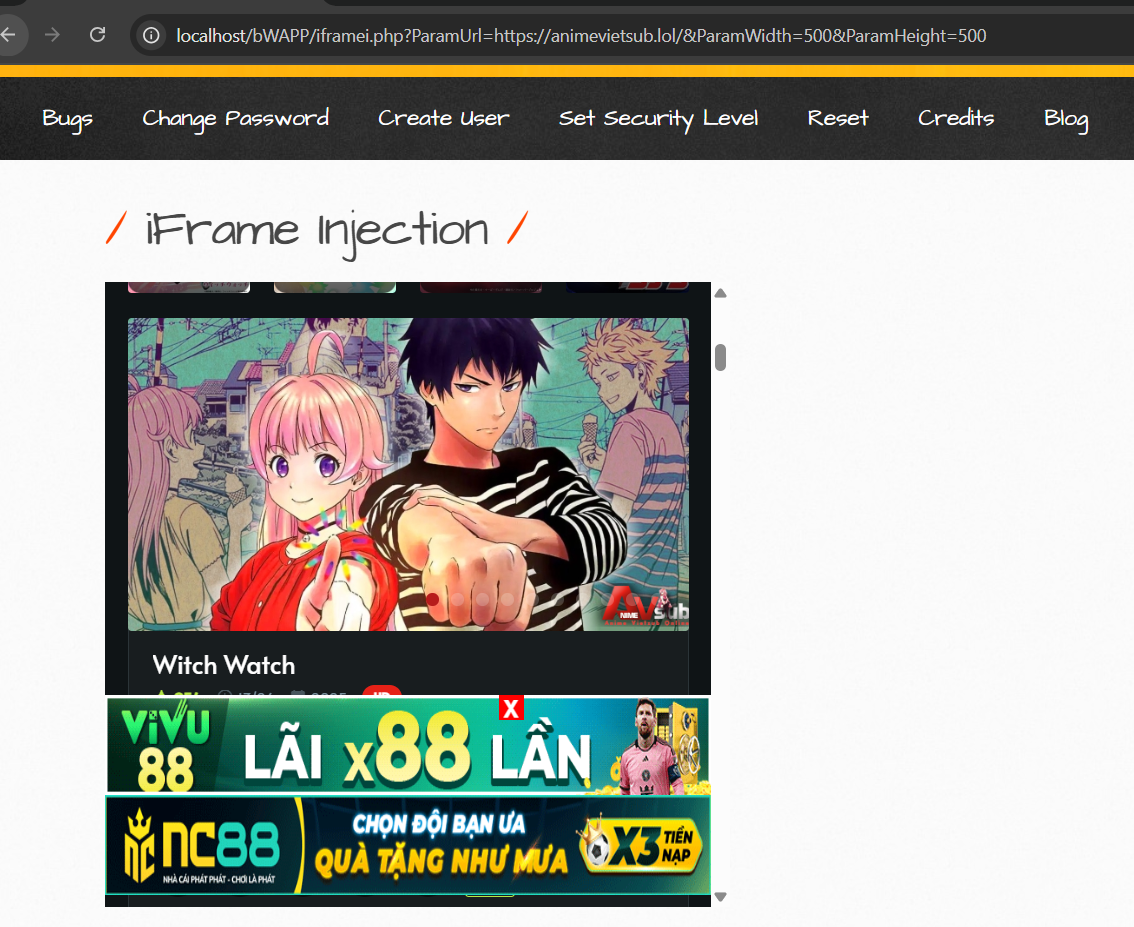 localhost/bWAPP/iframei.php?ParamUrl=https://animevietsub.lol/&ParamWidth=500&ParamHeight=500
Bugs Change Password Create User Set Security Level Reset Credits Blog
/ iFrame Injection /
ANIME Vsub
Witch Watch
X
ViVU 88
LÃI x88 LẦN
NC88
NHÀ CÁI PHÁT PHÁT - CHƠI LÀ PHÁT
CHỌN ĐỘI BẠN ƯA
QUÀ TẶNG NHƯ MƯA
X3 TIỀN NẠP